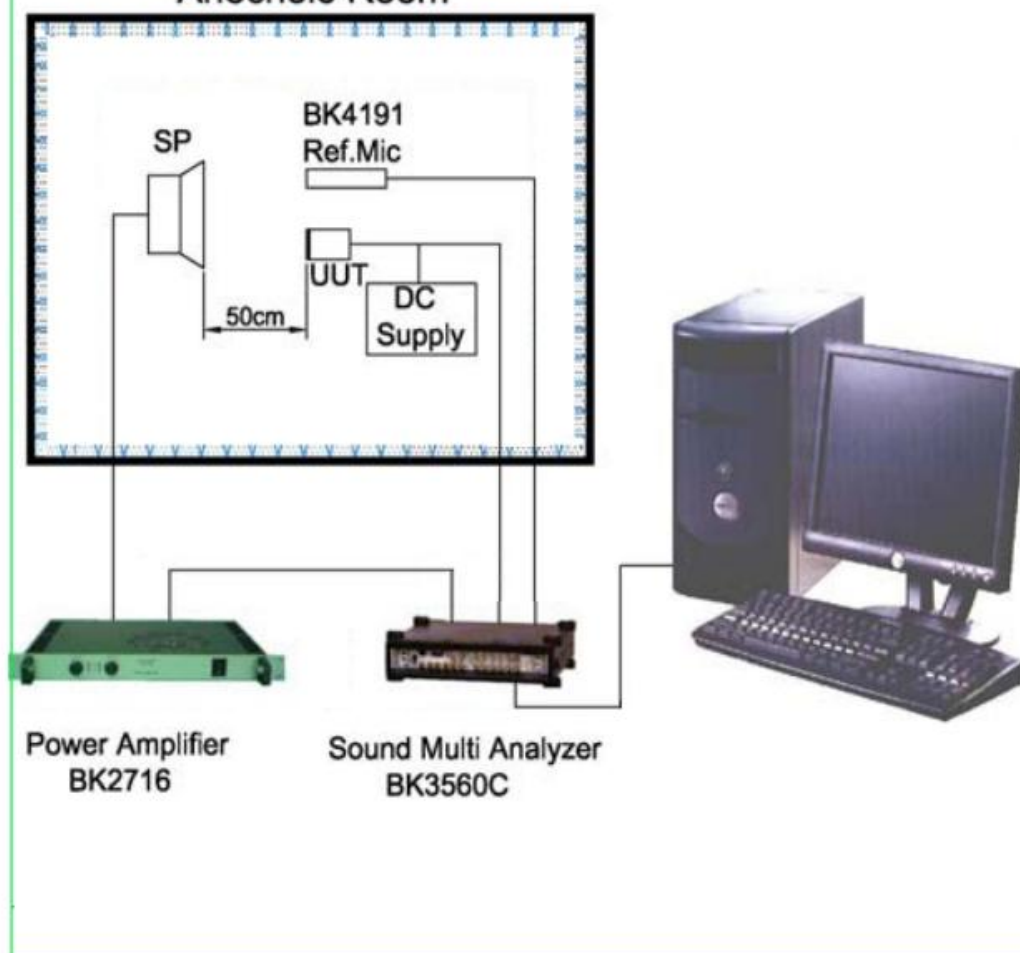 SP
BK4191
Ref.Mic
UUT
DC
Supply
50cm
Power Amplifier
BK2716
Sound Multi Analyzer
BK3560C